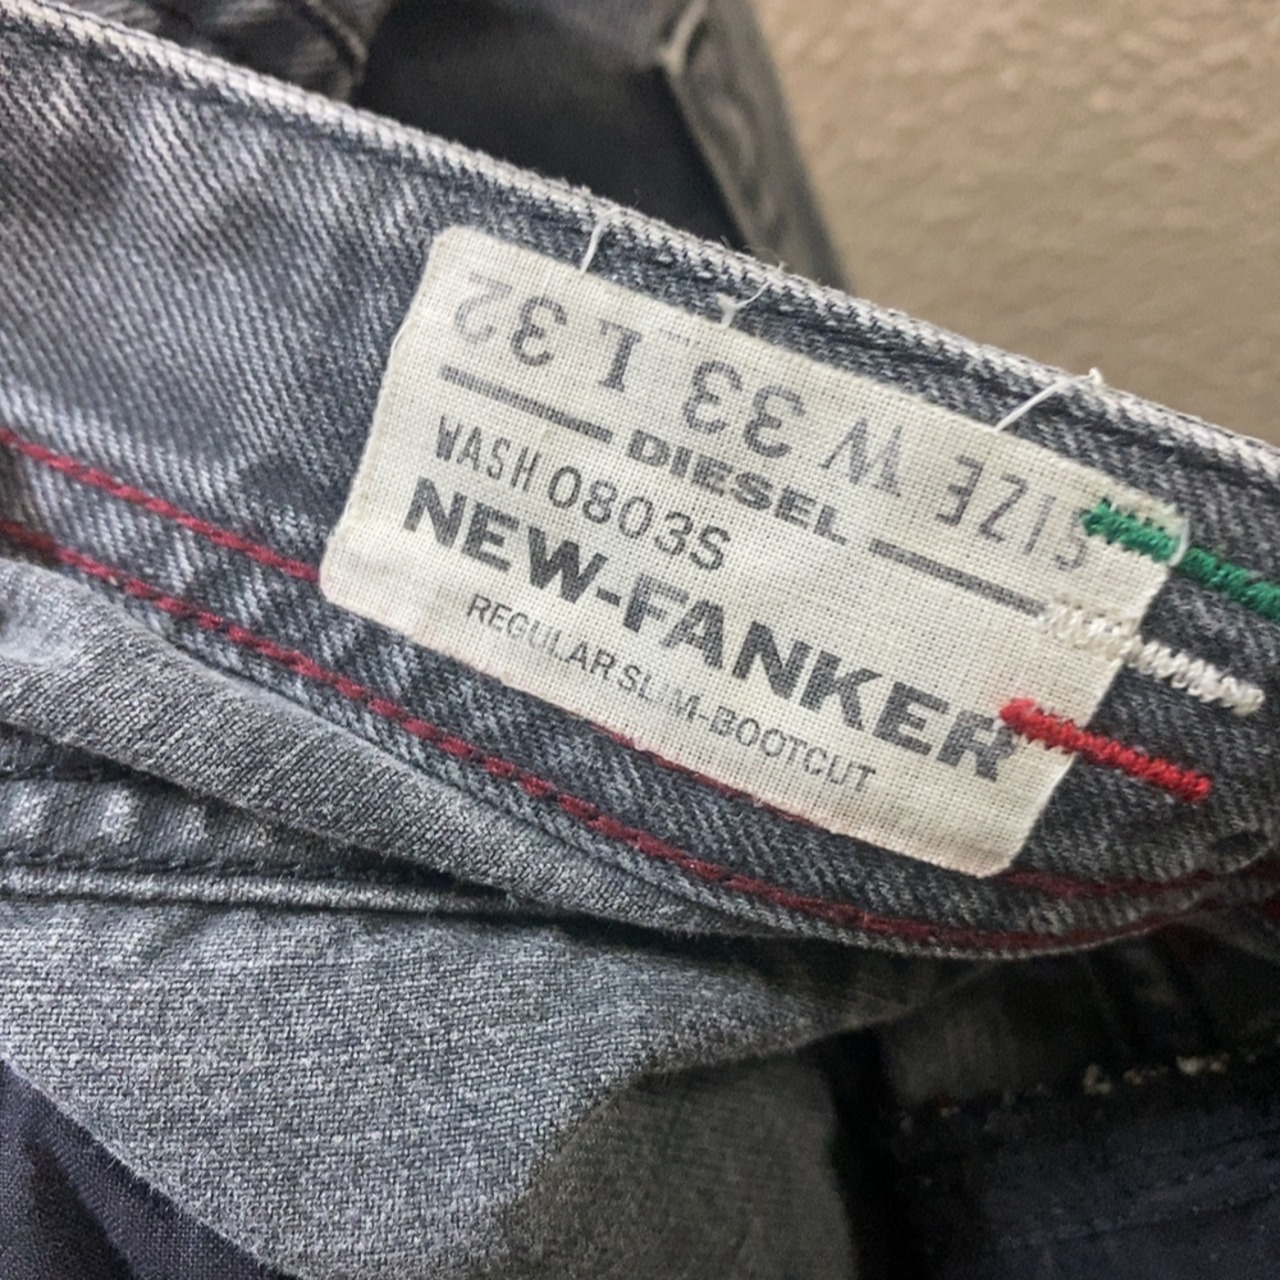 SIZE W 33 L 32
DIESEL
WASH 0803S
NEW-FANKER
REGULAR SLIM-BOOTCUT